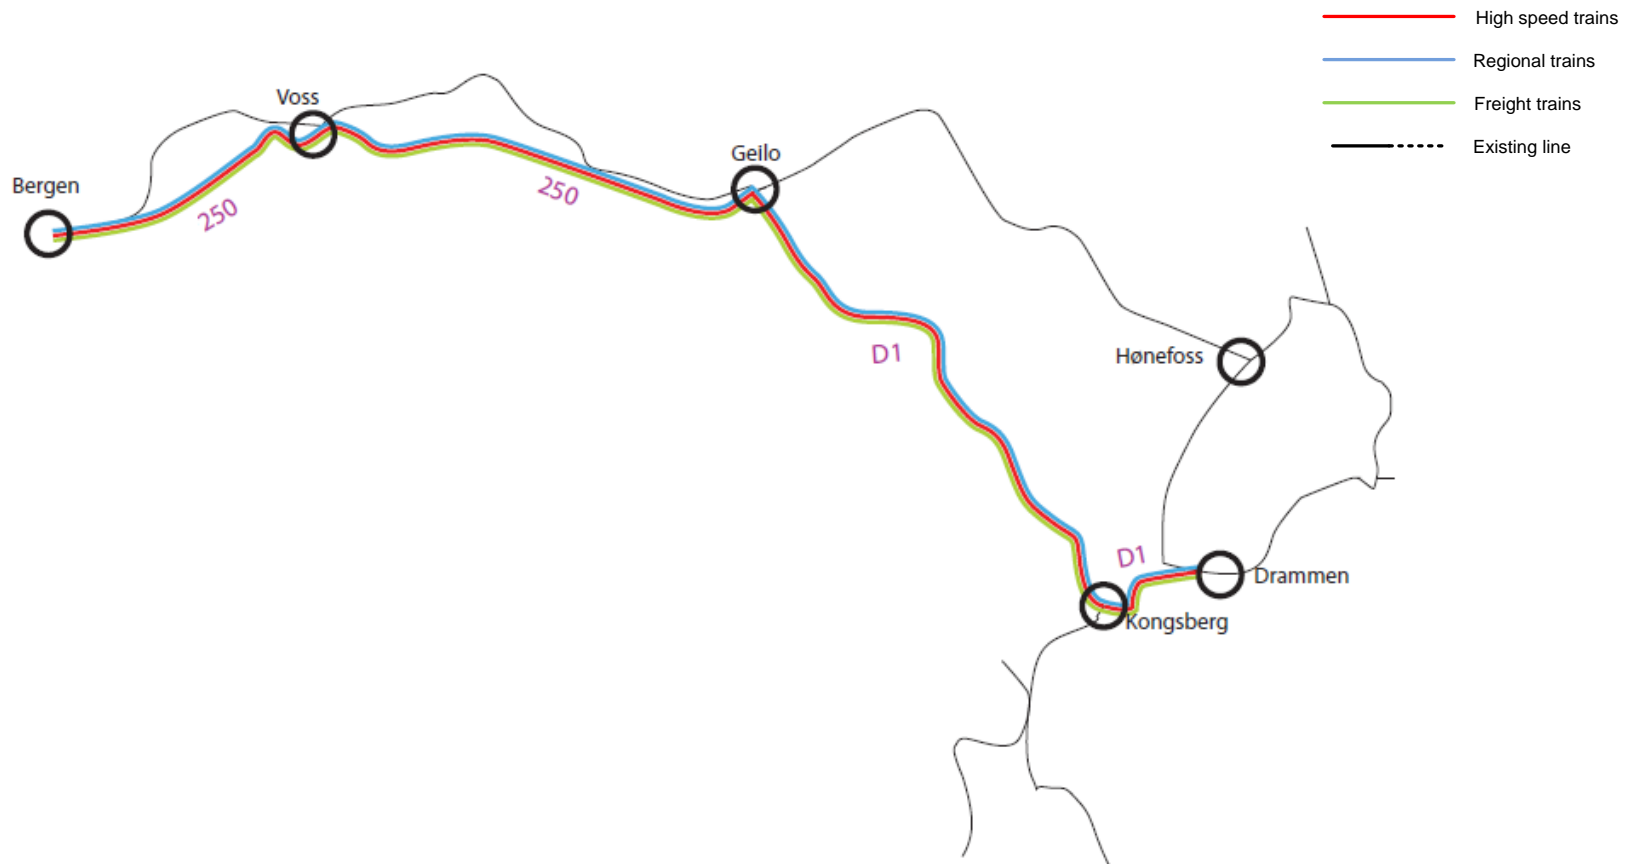 High speed trains
Regional trains
Freight trains
Existing line
Voss
Geilo
Bergen
250
250
D1
Hønefoss
D1
Drammen
Kongsberg